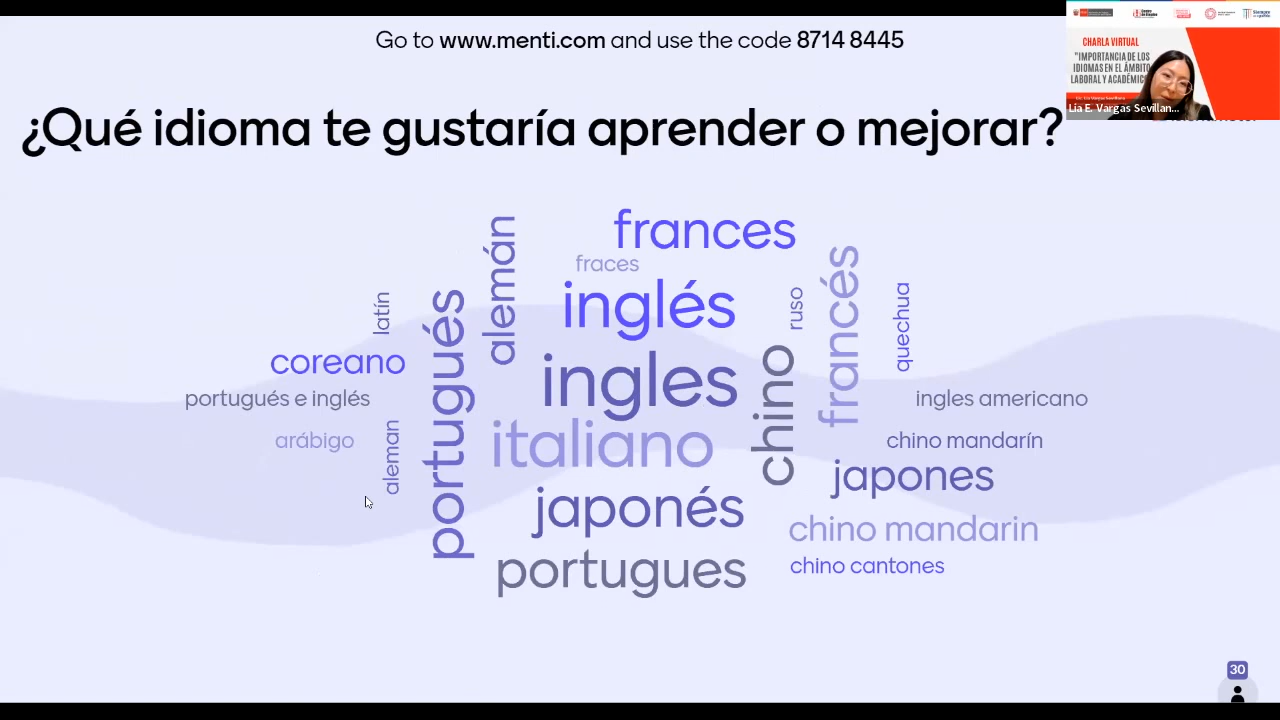 Go to www.menti.com and use the code 8714 8445
CHARLA VIRTUAL
"IMPORTANCIA DE LOS
IDIOMAS EN EL ÁMBITO
LABORAL Y ACADÉMICO
Lia E. Vargas Sevillan...
¿Qué idioma te gustaría aprender o mejorar?
frances
fraces
alemán
inglés
francés
ruso
latín
quechua
portugués
coreano
ingles
chino
portugués e inglés
ingles americano
arábigo
aleman
italiano
chino mandarín
japones
japonés
chino mandarin
portugues
chino cantones
30